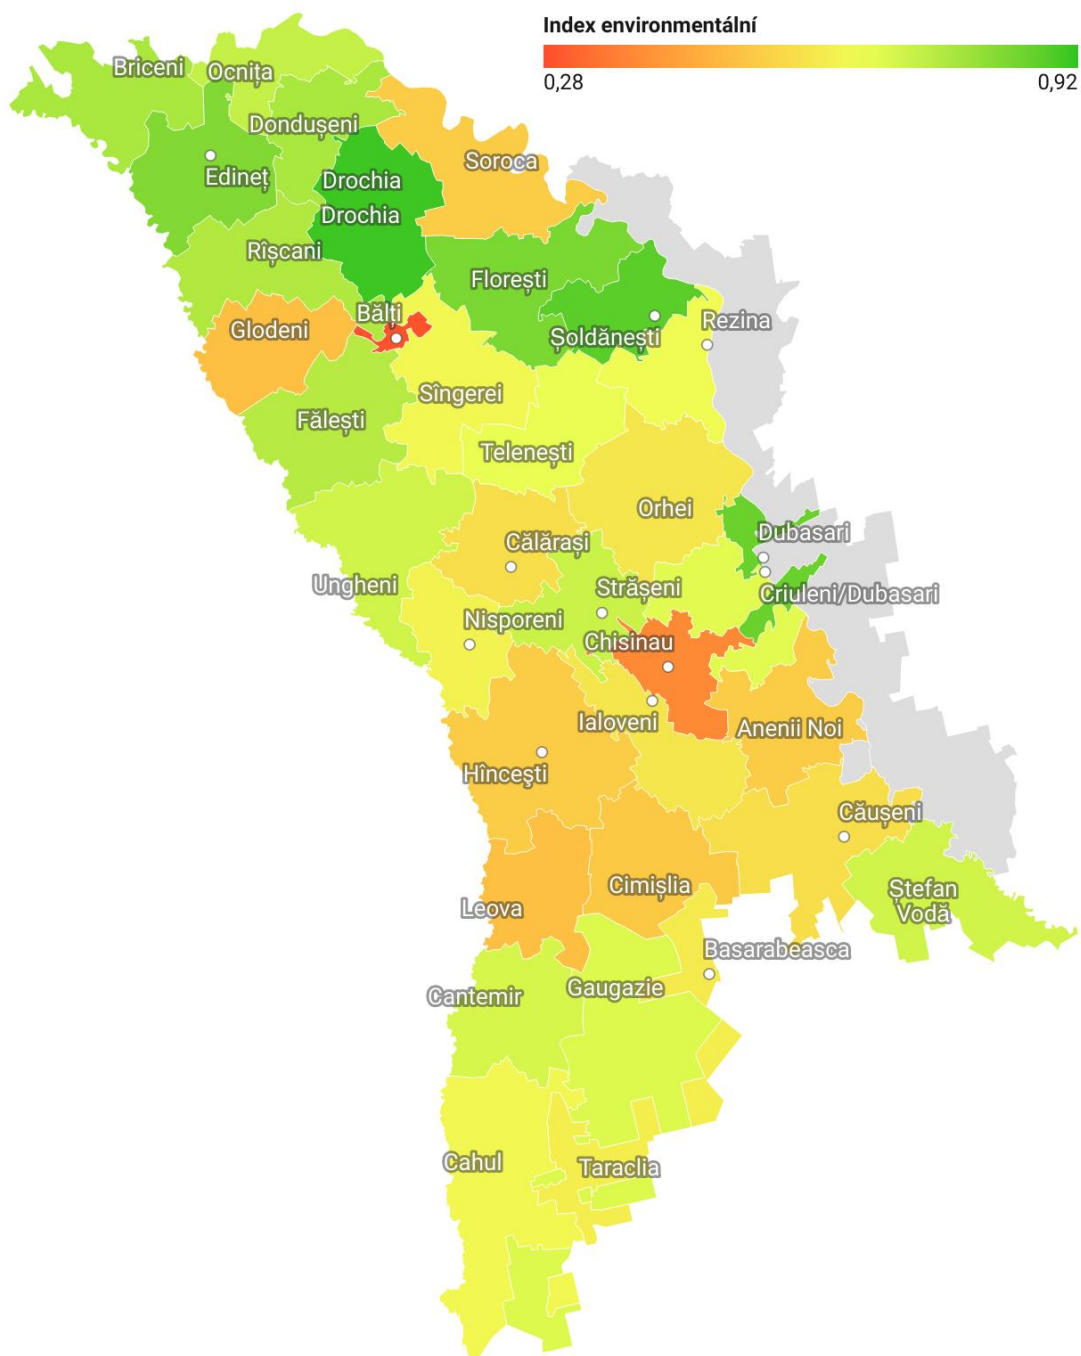 Index environmentální
0,28
0,92
Briceni
Ocnița
Dondușeni
Soroca
Edineț
Drochia
Drochia
Rîșcani
Florești
Bălți
Glodeni
Rezina
Șoldănești
Sîngerei
Fălești
Telenești
Orhei
Dubasari
Călărași
Ungheni
Strășeni
Criuleni/Dubasari
Nisporeni
Chisinau
Ialoveni
Anenii Noi
Hîncești
Căușeni
Cimișlia
Ștefan
Vodă
Leova
Basarabeasca
Gaugazie
Cantemir
Cahul
Taraclia